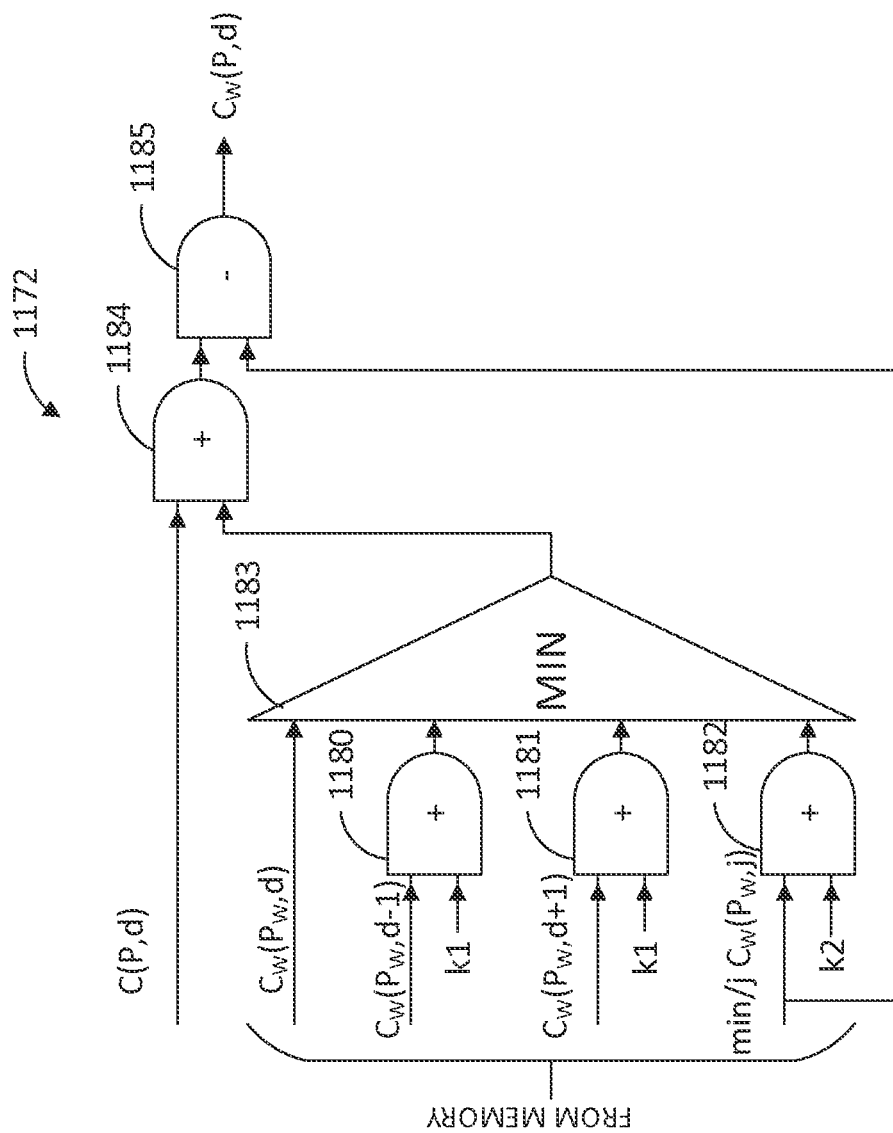 1172
C(P,d)
1184
+
1185
-
C_W(P,d)
C_W(P_W,d)
1183
MIN
C_W(P_W,d-1)
k1
1180
+
C_W(P_W,d+1)
k1
1181
+
min/j C_W(P_W,j)
k2
1182
+
FROM MEMORY